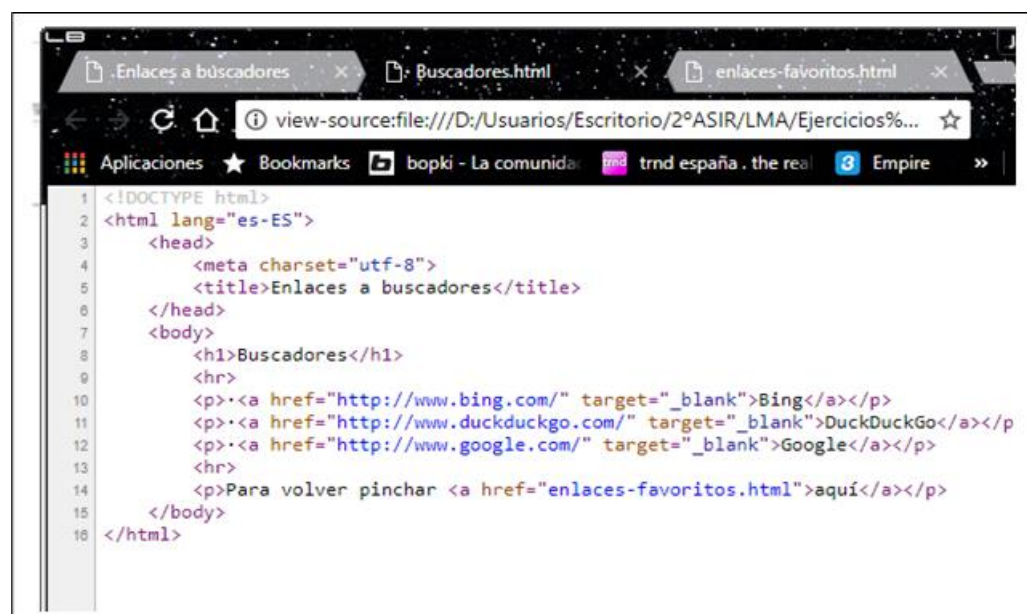 Enlaces a buscadores
Buscadores.html
enlaces-favoritos.html
view-source:file:///D:/Usuarios/Escritorio/2ºASIR/LMA/Ejercicios%...
Aplicaciones Bookmarks bopki - La comunida trnd trnd españa . the real Empire »
1 <!DOCTYPE html>
2 <html lang="es-ES">
3 <head>
4 <meta charset="utf-8">
5 <title>Enlaces a buscadores</title>
6 </head>
7 <body>
8 <h1>Buscadores</h1>
9 <hr>
10 <p>·<a href="http://www.bing.com/" target="_blank">Bing</a></p>
11 <p>·<a href="http://www.duckduckgo.com/" target="_blank">DuckDuckGo</a></p
12 <p>·<a href="http://www.google.com/" target="_blank">Google</a></p>
13 <hr>
14 <p>Para volver pinchar <a href="enlaces-favoritos.html">aquí</a></p>
15 </body>
16 </html>